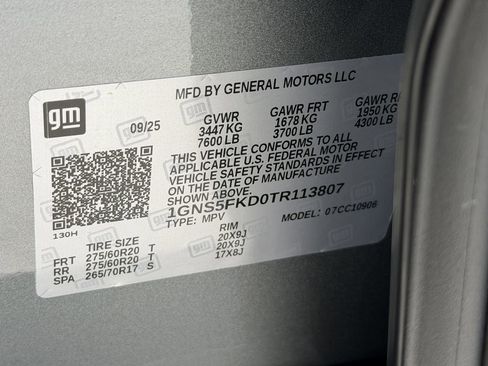 gm
MFD BY GENERAL MOTORS LLC
09/25
GVWR GAWR FRT GAWR R
3447 KG 1678 KG 1950 KG
7600 LB 3700 LB 4300 LB
THIS VEHICLE CONFORMS TO ALL
APPLICABLE U.S. FEDERAL MOTOR
VEHICLE SAFETY STANDARDS IN EFFECT
ON THE DATE OF MANUFACTURE
SHOWN ABOVE.
1GNS5FKD0TR113807
TYPE: MPV MODEL: 07CC10906
130H
TIRE SIZE RIM
FRT 275/60R20 T 20X9J
RR 275/60R20 T 20X9J
SPA 265/70R17 S 17X8J